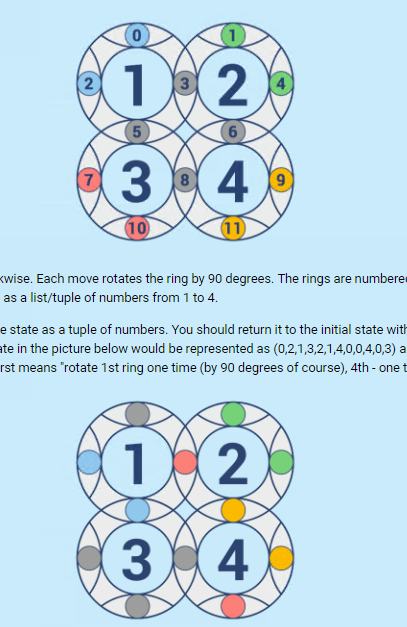 0 1
2 1 3 2 4
5 6
7 3 8 4 9
10 11
kwise. Each move rotates the ring by 90 degrees. The rings are numbered
as a list/tuple of numbers from 1 to 4.
e state as a tuple of numbers. You should return it to the initial state with
ate in the picture below would be represented as (0,2,1,3,2,1,4,0,0,4,0,3) a
rst means "rotate 1st ring one time (by 90 degrees of course), 4th - one t
1 2
3 4